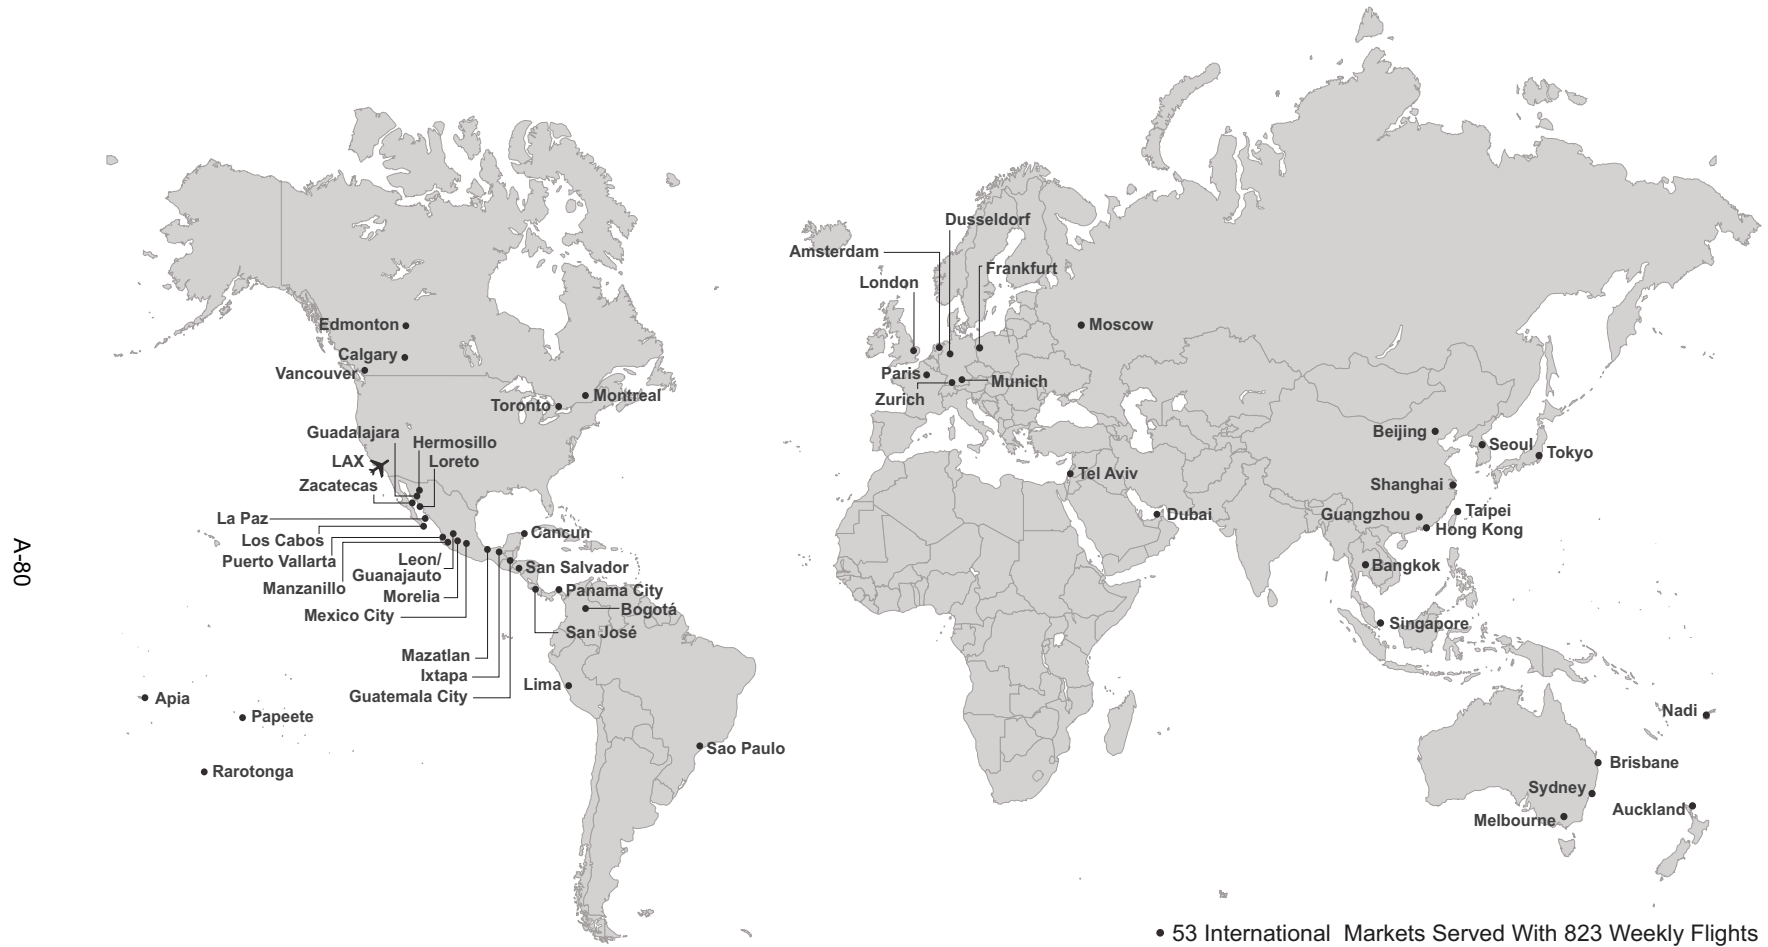 Dusseldorf
Amsterdam
Frankfurt
London
Edmonton
Moscow
Calgary
Vancouver
Paris
Munich
Zurich
Montreal
Toronto
Guadalajara
Hermosillo
LAX
Loreto
Zacatecas
Beijing
Seoul
Tokyo
Tel Aviv
Shanghai
Dubai
Guangzhou
Taipei
Hong Kong
La Paz
Los Cabos
Cancun
Puerto Vallarta
Leon/
Guanajauto
San Salvador
Bangkok
Manzanillo
Morelia
Panama City
Mexico City
Bogotá
San José
Singapore
Mazatlan
Ixtapa
Guatemala City
Lima
Apia
Papeete
Nadi
Sao Paulo
Rarotonga
Brisbane
Sydney
Auckland
Melbourne
A-80
• 53 International Markets Served With 823 Weekly Flights